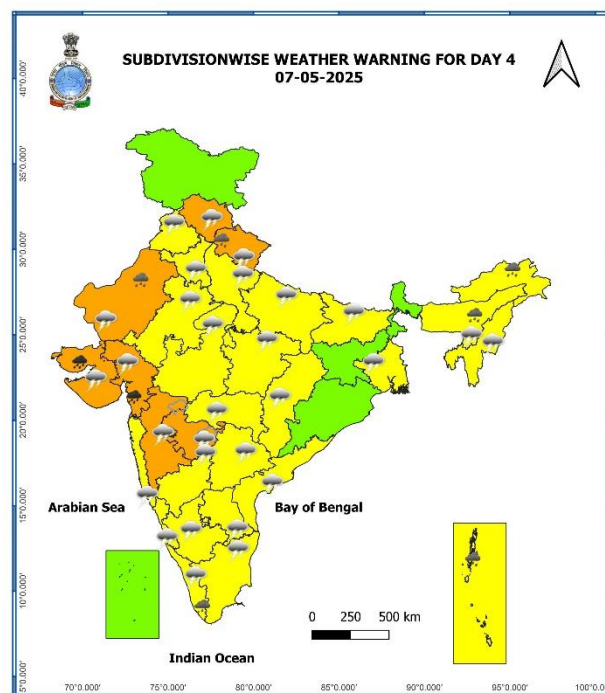 SUBDIVISIONWISE WEATHER WARNING FOR DAY 4
07-05-2025
40°0.000'
35°0.000'
30°0.000'
25°0.000'
20°0.000'
15°0.000'
10°0.000'
5°0.000'
Arabian Sea
Bay of Bengal
0 250 500 km
Indian Ocean
70°0.000' 75°0.000' 80°0.000' 85°0.000' 90°0.000' 95°0.000'